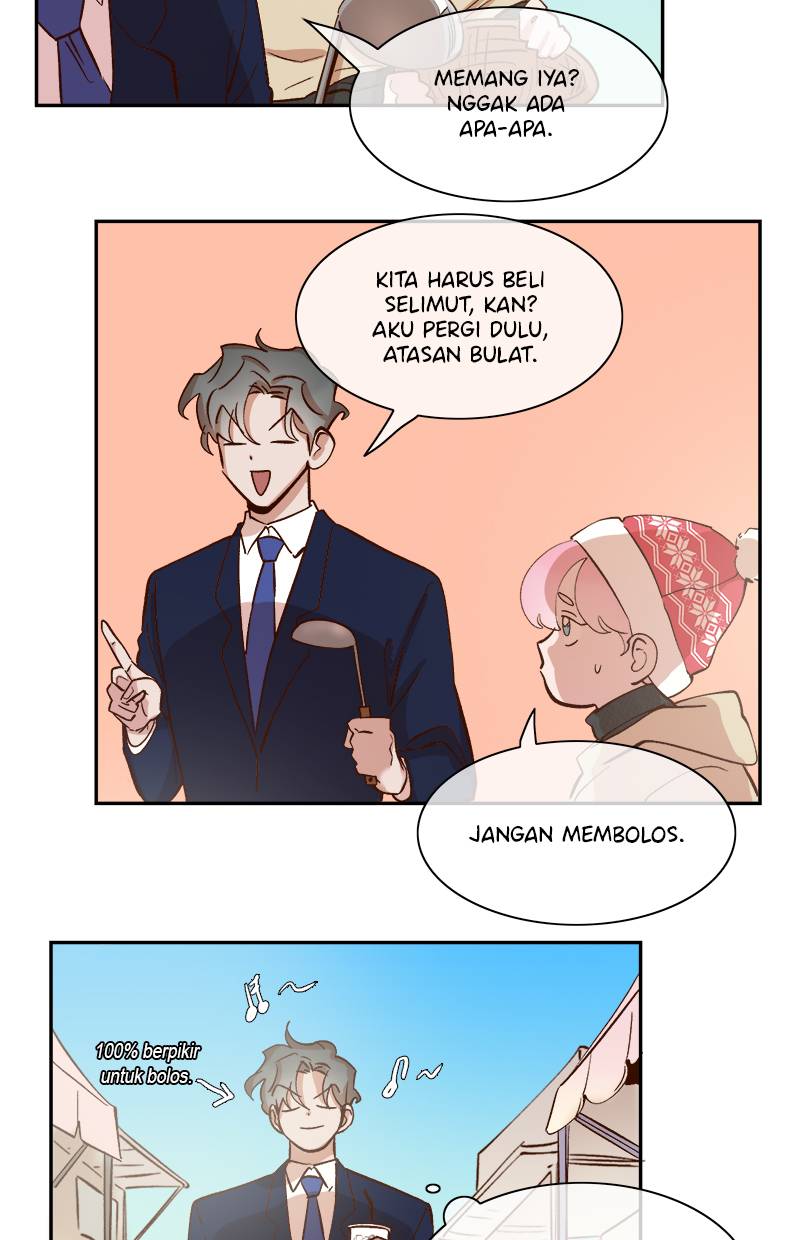 MEMANG IYA?
NGGAK ADA
APA-APA.
KITA HARUS BELI
SELIMUT, KAN?
AKU PERGI DULU,
ATASAN BULAT.
JANGAN MEMBOLOS.
100% berpikir
untuk bolos.